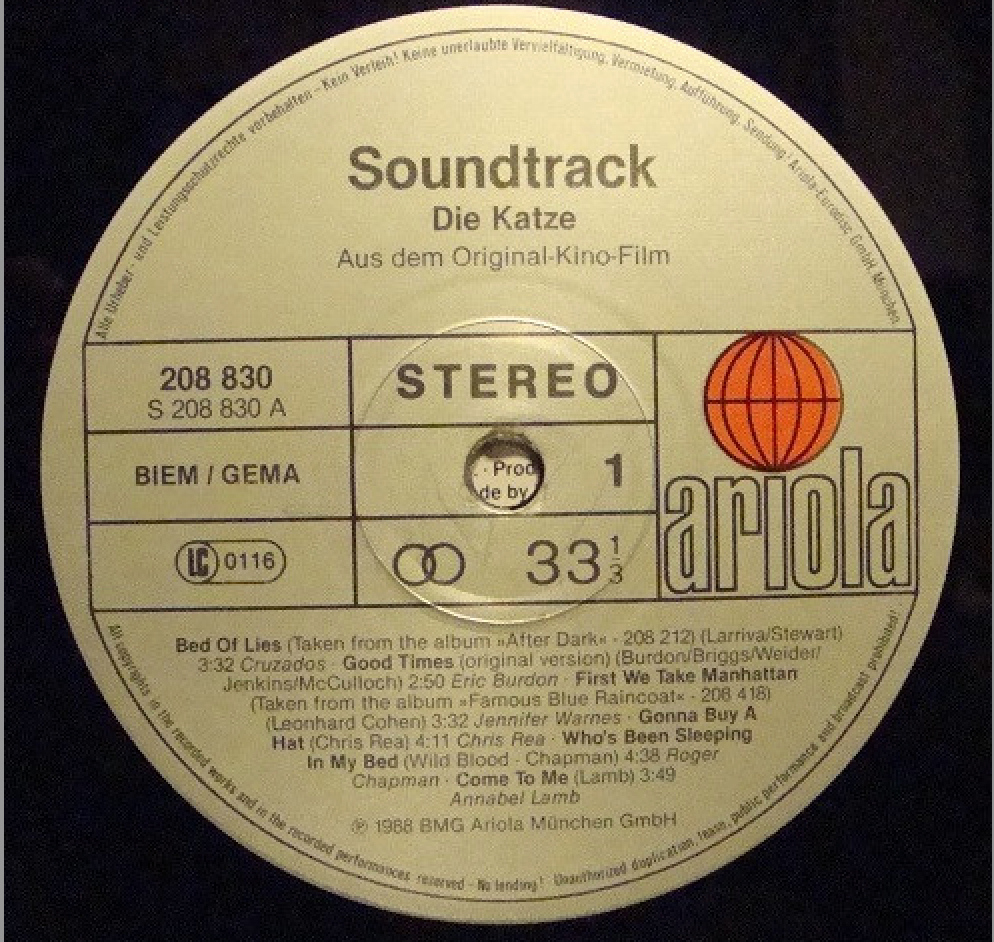 Alle Urheber- und Leistungsschutzrechte vorbehalten - Kein Verleih! Keine unerlaubte Vervielfältigung, Vermietung, Aufführung, Sendung! Ariola-Eurodisc GmbH, München
Soundtrack
Die Katze
Aus dem Original-Kino-Film
208 830
S 208 830 A
STEREO
BIEM / GEMA
· Prod
de by
1
LC 0116
33 1/3
ariola
Bed Of Lies (Taken from the album »After Dark« · 208 212) (Larriva/Stewart)
3:32 Cruzados · Good Times (original version) (Burdon/Briggs/Weider/
Jenkins/McCulloch) 2:50 Eric Burdon · First We Take Manhattan
(Taken from the album »Famous Blue Raincoat« · 208 418)
(Leonhard Cohen) 3:32 Jennifer Warnes · Gonna Buy A
Hat (Chris Rea) 4:11 Chris Rea · Who's Been Sleeping
In My Bed (Wild Blood · Chapman) 4:38 Roger
Chapman · Come To Me (Lamb) 3:49
Annabel Lamb
℗ 1988 BMG Ariola München GmbH
All copyrights in the recorded works and in the recorded performances reserved - No lending! Unauthorized duplication, lease, public performance and broadcast prohibited!